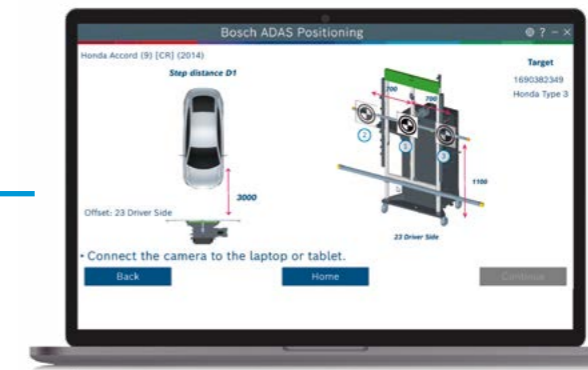 Bosch ADAS Positioning
Honda Accord (9) [CR] (2014)
Step distance D1
3000
Offset: 23 Driver Side
700
700
2
1
3
1100
23 Driver Side
Target
1690382349
Honda Type 3
• Connect the camera to the laptop or tablet.
Back
Home
Continue